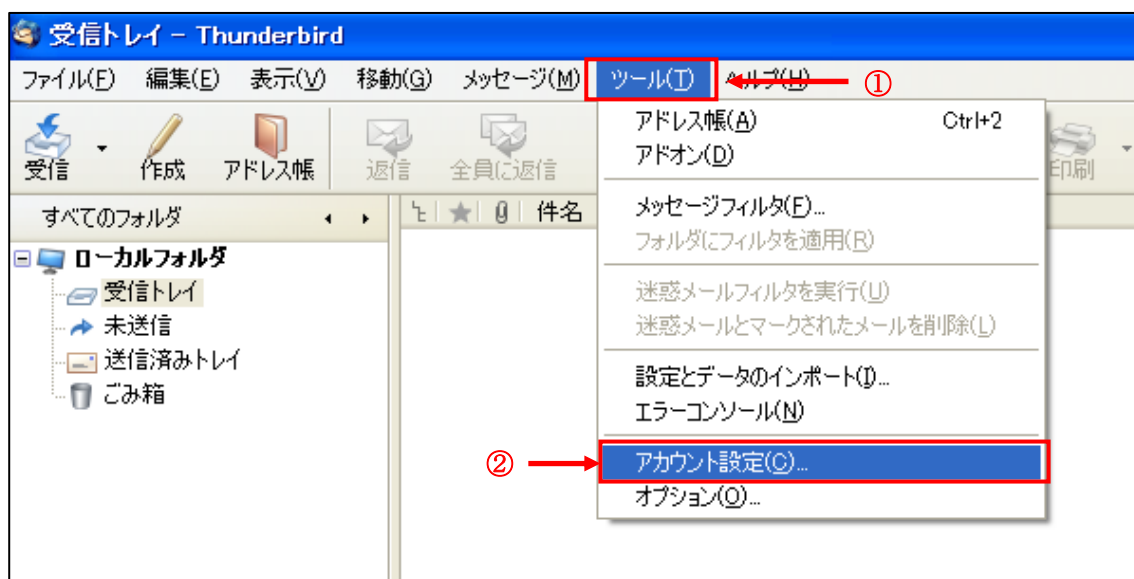 受信トレイ - Thunderbird
ファイル(F) 編集(E) 表示(V) 移動(G) メッセージ(M) ツール(T) ヘルプ(H) ①
受信 作成 アドレス帳 返信 全員に返信 印刷
アドレス帳(A) Ctrl+2
アドオン(D)
メッセージフィルタ(F)...
フォルダにフィルタを適用(R)
迷惑メールフィルタを実行(U)
迷惑メールとマークされたメールを削除(L)
設定とデータのインポート(I)...
エラーコンソール(N)
② アカウント設定(C)...
オプション(O)...
すべてのフォルダ
件名
ローカルフォルダ
受信トレイ
未送信
送信済みトレイ
ごみ箱